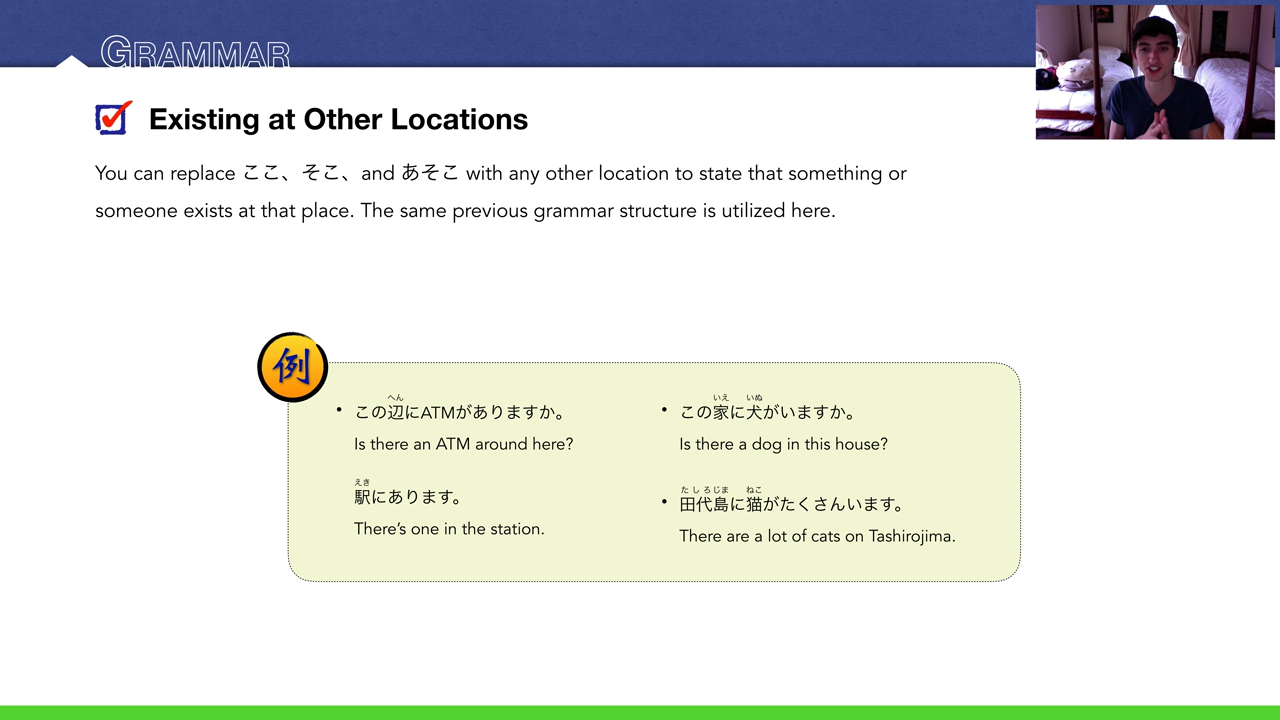 GRAMMAR
Existing at Other Locations
You can replace ここ、そこ、and あそこ with any other location to state that something or
someone exists at that place. The same previous grammar structure is utilized here.
例
へん
• この辺にATMがありますか。
Is there an ATM around here?
えき
駅にあります。
There’s one in the station.
いえ いぬ
• この家に犬がいますか。
Is there a dog in this house?
たしろじま ねこ
• 田代島に猫がたくさんいます。
There are a lot of cats on Tashirojima.